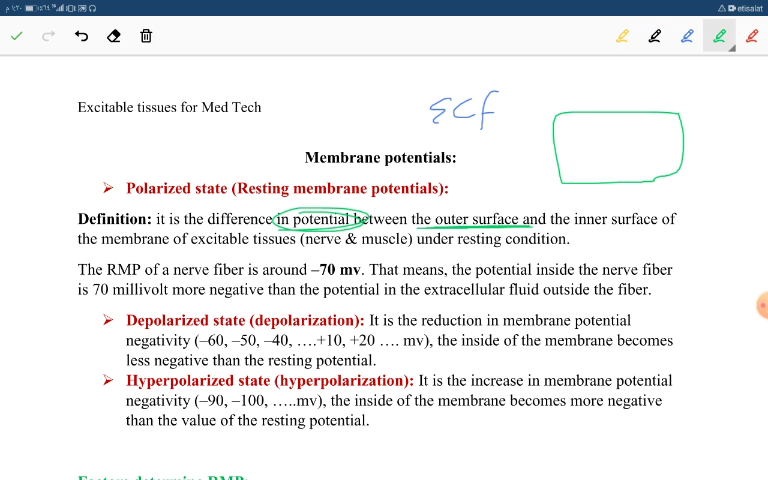 etisalat
Excitable tissues for Med Tech
ECF
Membrane potentials:
➢ Polarized state (Resting membrane potentials):
Definition: it is the difference in potential between the outer surface and the inner surface of
the membrane of excitable tissues (nerve & muscle) under resting condition.
The RMP of a nerve fiber is around –70 mv. That means, the potential inside the nerve fiber
is 70 millivolt more negative than the potential in the extracellular fluid outside the fiber.
➢ Depolarized state (depolarization): It is the reduction in membrane potential
negativity (–60, –50, –40, ….+10, +20 …. mv), the inside of the membrane becomes
less negative than the resting potential.
➢ Hyperpolarized state (hyperpolarization): It is the increase in membrane potential
negativity (–90, –100, …..mv), the inside of the membrane becomes more negative
than the value of the resting potential.
Factors determining RMP: